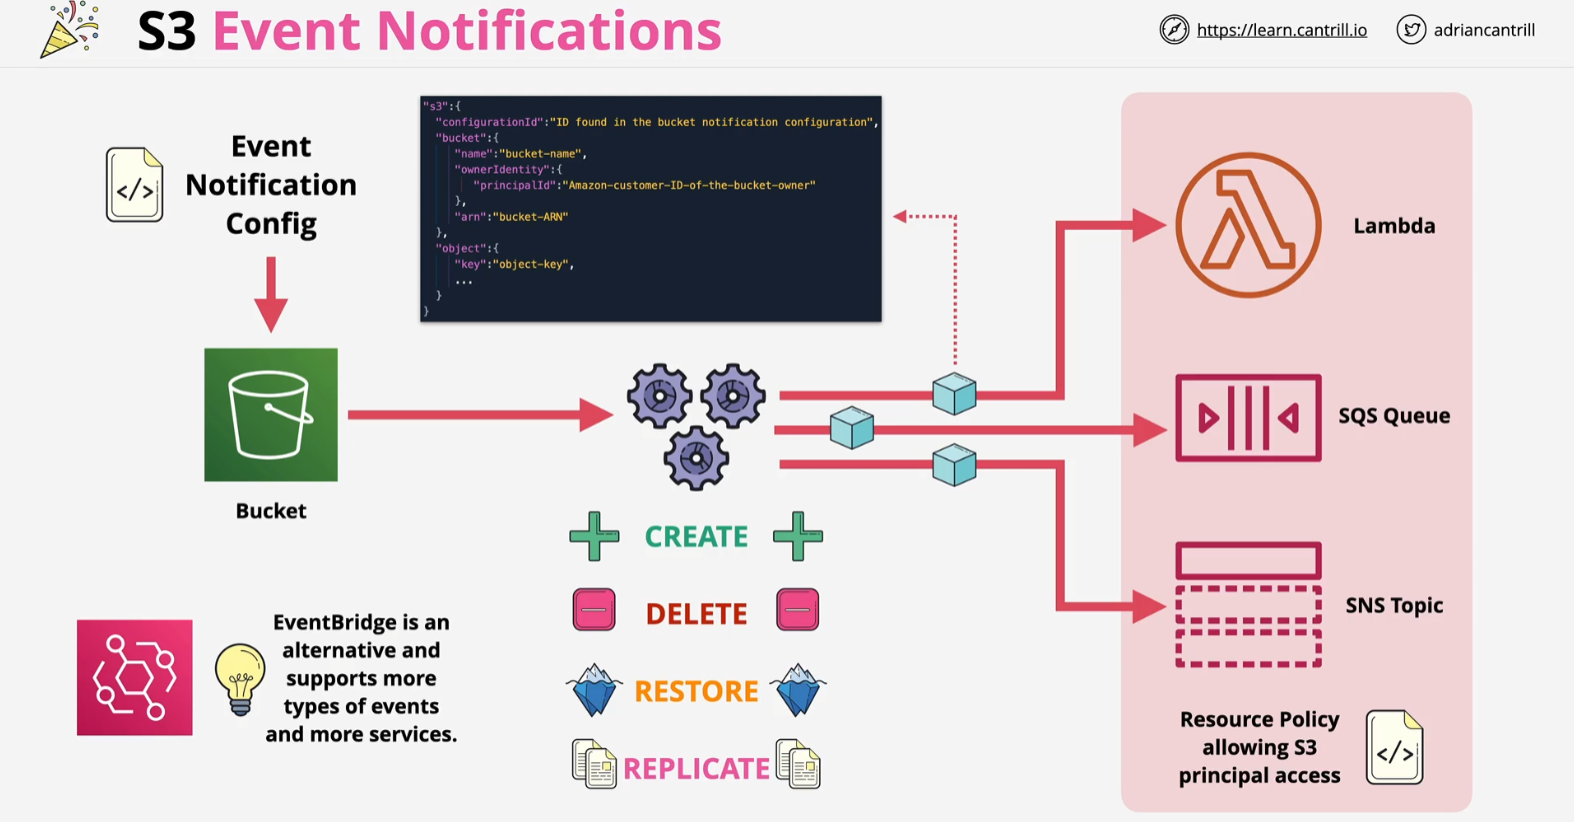 S3 Event Notifications
https://learn.cantrill.io
adriancantrill
Event
Notification
Config
</>
"s3":{
"configurationId":"ID found in the bucket notification configuration",
"bucket":{
"name":"bucket-name",
"ownerIdentity":{
"principalId":"Amazon-customer-ID-of-the-bucket-owner"
},
"arn":"bucket-ARN"
},
"object":{
"key":"object-key",
...
}
}
Lambda
SQS Queue
Bucket
CREATE
DELETE
RESTORE
REPLICATE
SNS Topic
EventBridge is an
alternative and
supports more
types of events
and more services.
Resource Policy
allowing S3
principal access
</>